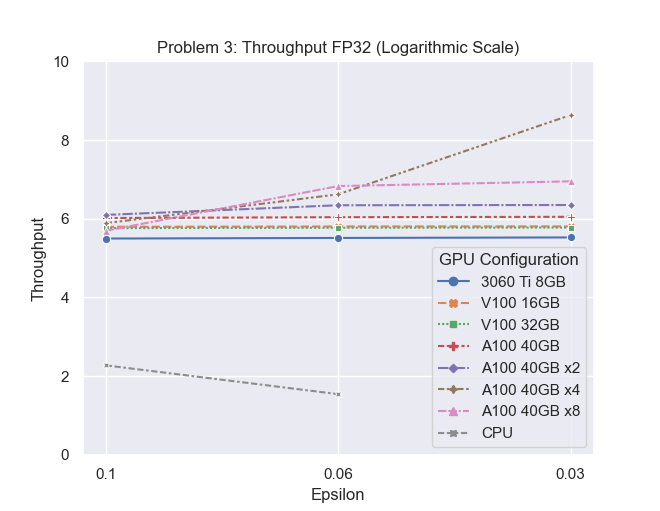 Problem 3: Throughput FP32 (Logarithmic Scale)
10
8
6
4
2
0
Throughput
0.1
0.06
0.03
Epsilon
GPU Configuration
3060 Ti 8GB
V100 16GB
V100 32GB
A100 40GB
A100 40GB x2
A100 40GB x4
A100 40GB x8
CPU